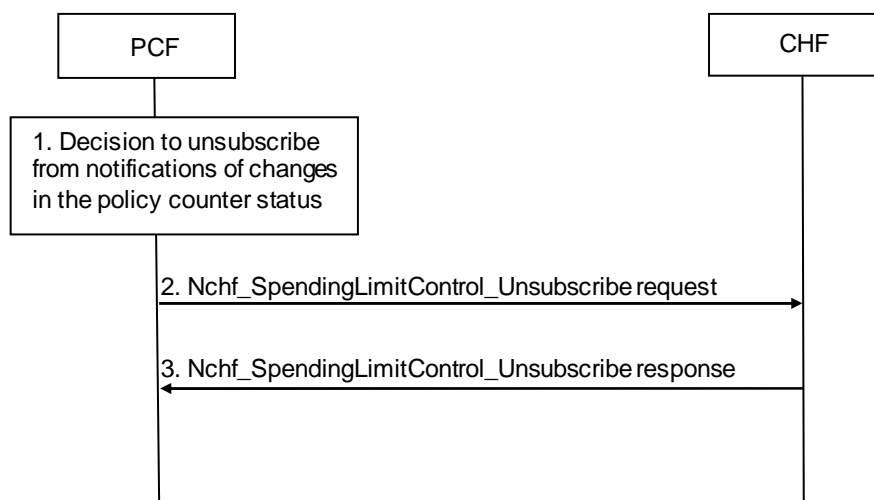 PCF
CHF
1. Decision to unsubscribe
from notifications of changes
in the policy counter status
2. Nchf_SpendingLimitControl_Unsubscribe request
3. Nchf_SpendingLimitControl_Unsubscribe response